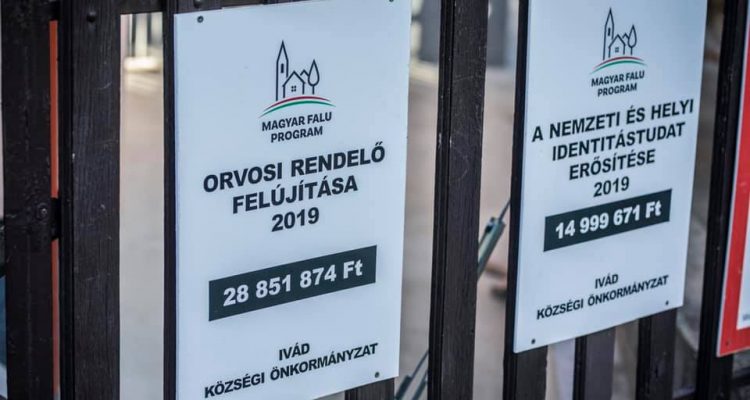 MAGYAR FALU
PROGRAM
ORVOSI RENDELŐ
FELÚJÍTÁSA
2019
28 851 874 Ft
IVÁD
KÖZSÉGI ÖNKORMÁNYZAT
MAGYAR FALU
PROGRAM
A NEMZETI ÉS HELYI
IDENTITÁSTUDAT
ERŐSÍTÉSE
2019
14 999 671 Ft
IVÁD
KÖZSÉGI ÖNKORMÁNYZAT